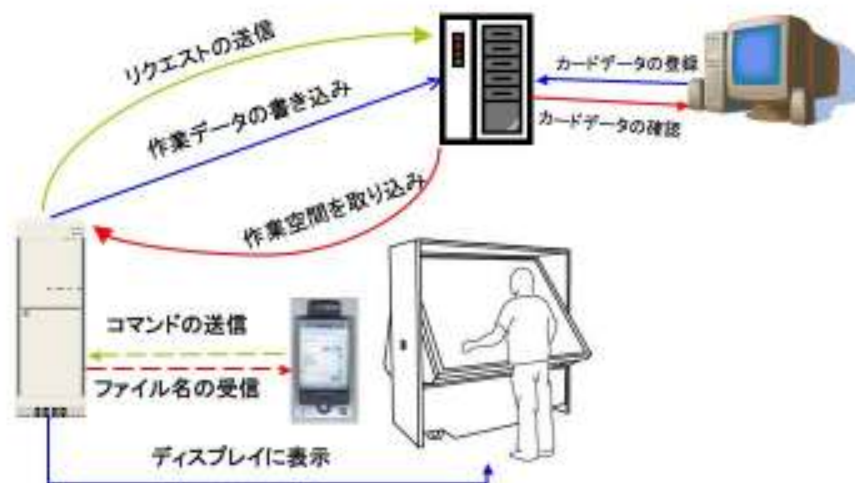 リクエストの送信
作業データの書き込み
カードデータの登録
カードデータの確認
作業空間を取り込み
コマンドの送信
ファイル名の受信
ディスプレイに表示